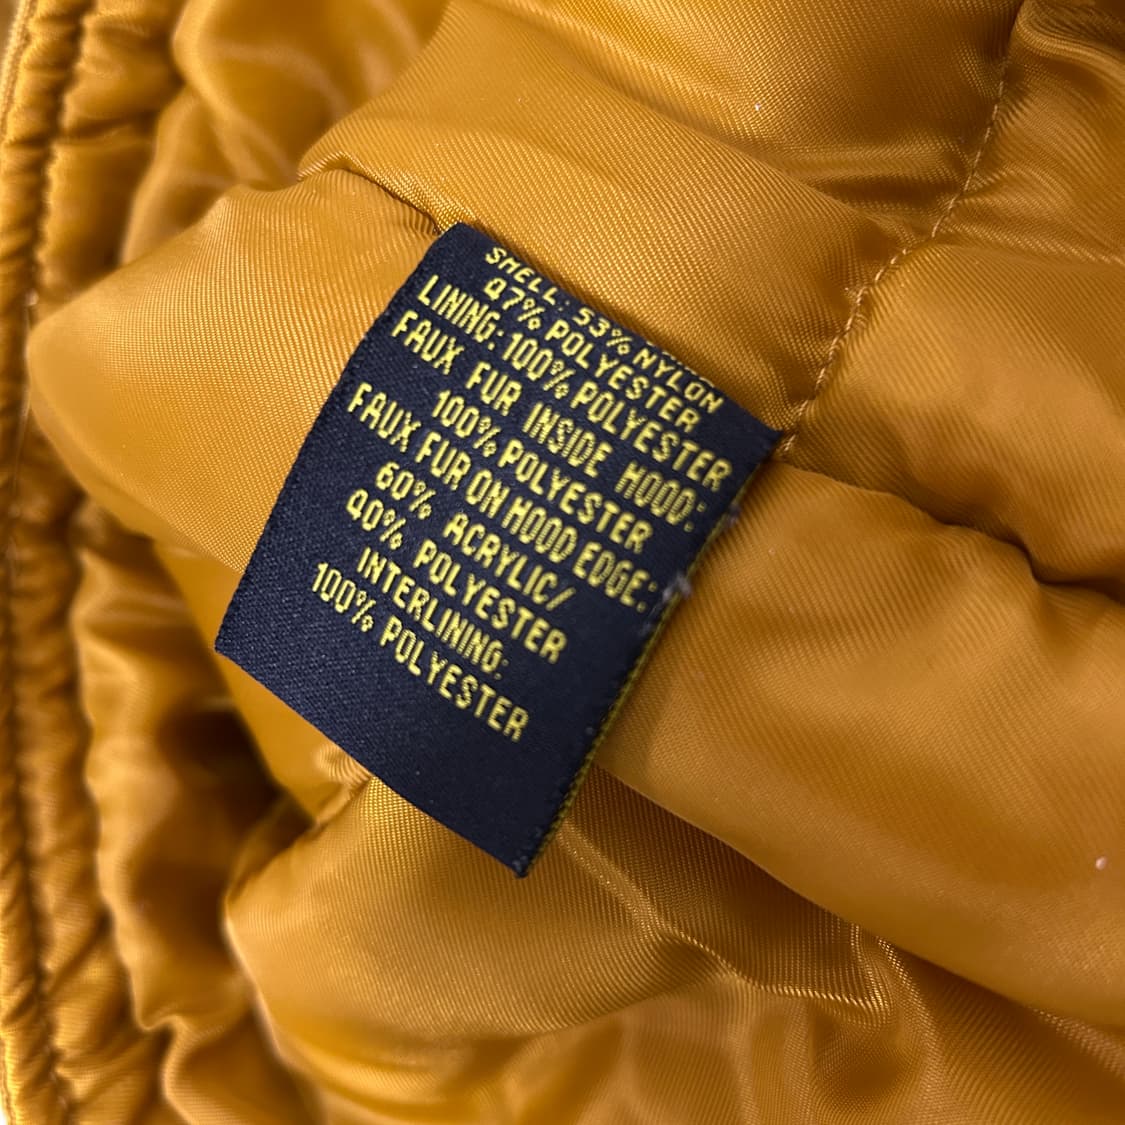 SHELL: 53% NYLON
47% POLYESTER
LINING: 100% POLYESTER
FAUX FUR INSIDE HOOD:
100% POLYESTER
FAUX FUR ON HOOD EDGE:
60% ACRYLIC/
40% POLYESTER
INTERLINING:
100% POLYESTER